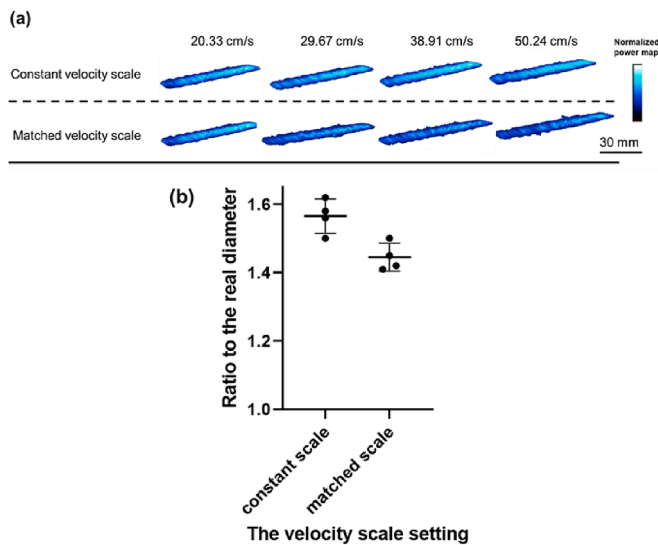 (a)
20.33 cm/s 29.67 cm/s 38.91 cm/s 50.24 cm/s
Normalized
power map
Constant velocity scale
Matched velocity scale
30 mm
(b)
Ratio to the real diameter
1.6
1.4
1.2
1.0
constant scale
matched scale
The velocity scale setting